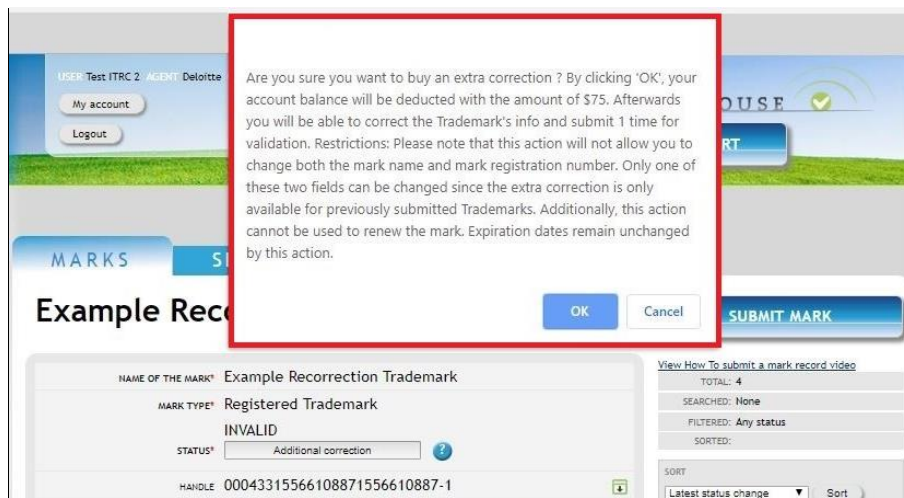 USER Test ITRC 2 AGENT Deloitte
My account
Logout
Are you sure you want to buy an extra correction ? By clicking 'OK', your
account balance will be deducted with the amount of $75. Afterwards
you will be able to correct the Trademark's info and submit 1 time for
validation. Restrictions: Please note that this action will not allow you to
change both the mark name and mark registration number. Only one of
these two fields can be changed since the extra correction is only
available for previously submitted Trademarks. Additionally, this action
cannot be used to renew the mark. Expiration dates remain unchanged
by this action.
OK
Cancel
OUSE
RT
MARKS
S
Example Reco
SUBMIT MARK
NAME OF THE MARK* Example Recorrection Trademark
MARK TYPE* Registered Trademark
INVALID
STATUS* Additional correction ?
HANDLE 00043315566108871556610887-1
View How To submit a mark record video
TOTAL: 4
SEARCHED: None
FILTERED: Any status
SORTED:
SORT
Latest status change Sort